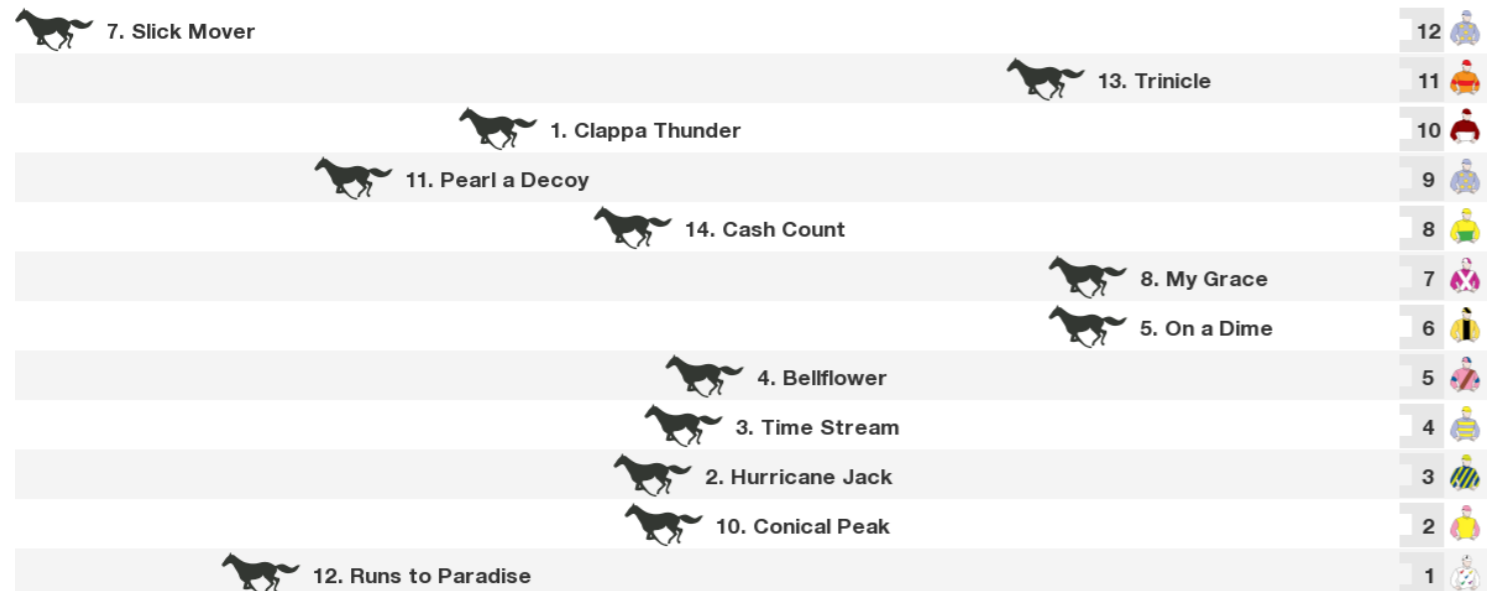 7. Slick Mover 12
13. Trinicle 11
1. Clappa Thunder 10
11. Pearl a Decoy 9
14. Cash Count 8
8. My Grace 7
5. On a Dime 6
4. Bellflower 5
3. Time Stream 4
2. Hurricane Jack 3
10. Conical Peak 2
12. Runs to Paradise 1